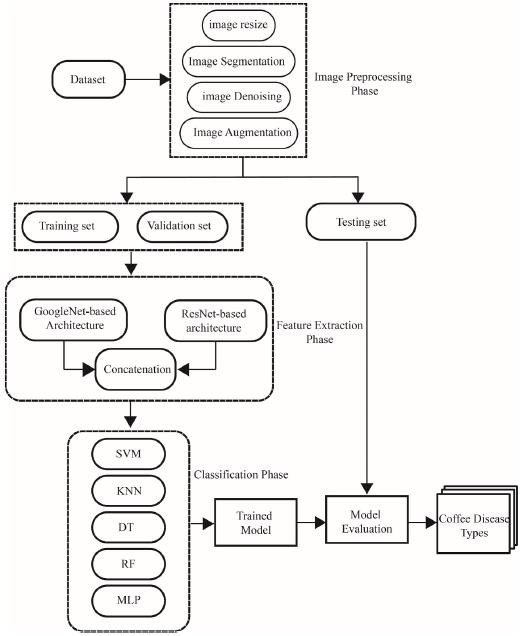 image resize
Image Segmentation
Dataset
image Denoising
Image Augmentation
Image Preprocessing
Phase
Training set
Validation set
Testing set
GoogleNet-based
Architecture
ResNet-based
architecture
Concatenation
Feature Extraction
Phase
SVM
KNN
DT
RF
MLP
Classification Phase
Trained
Model
Model
Evaluation
Coffee Disease
Types